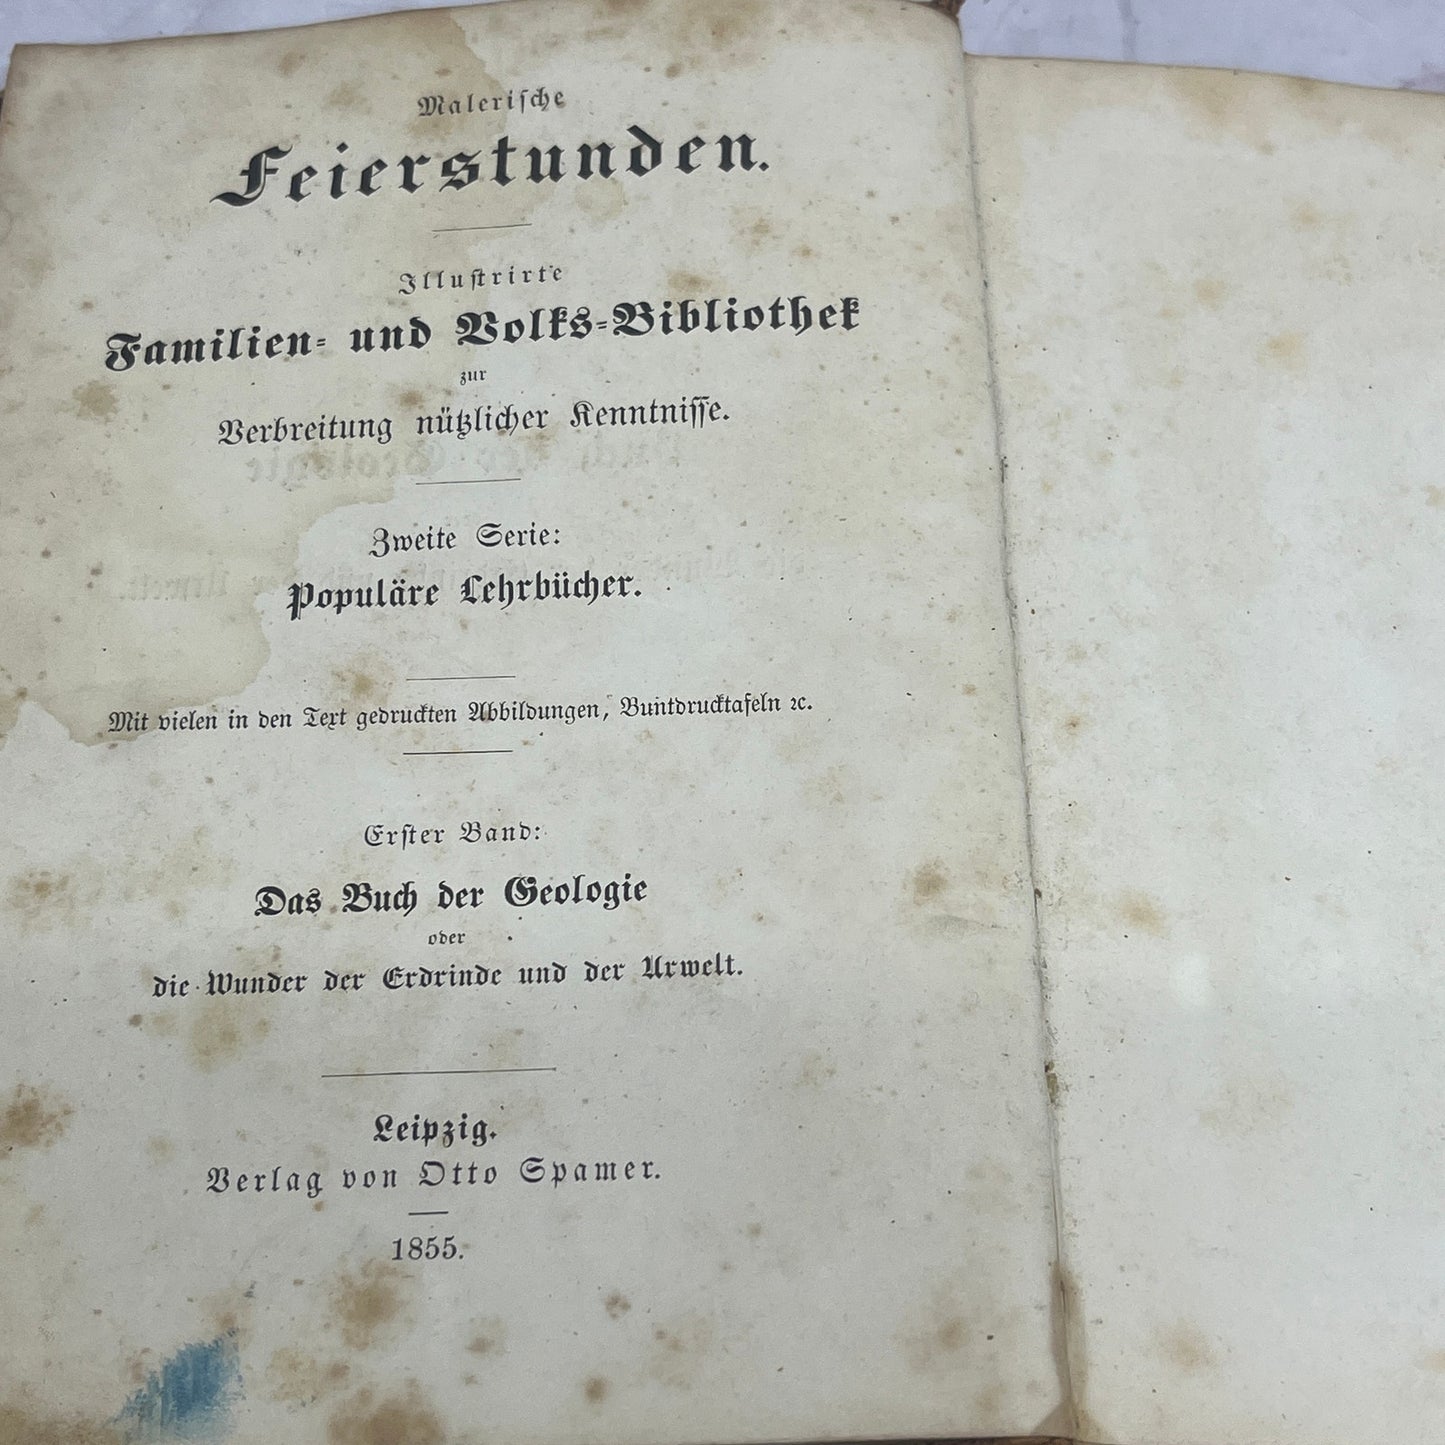 Malerische
Feierstunden.
Illustrirte
Familien- und Volks-Bibliothek
zur
Verbreitung nützlicher Kenntnisse.
Zweite Serie:
Populäre Lehrbücher.
Mit vielen in den Text gedruckten Abbildungen, Buntdrucktafeln ꝛc.
Erster Band:
Das Buch der Geologie
oder
die Wunder der Erdrinde und der Urwelt.
Leipzig.
Verlag von Otto Spamer.
1855.